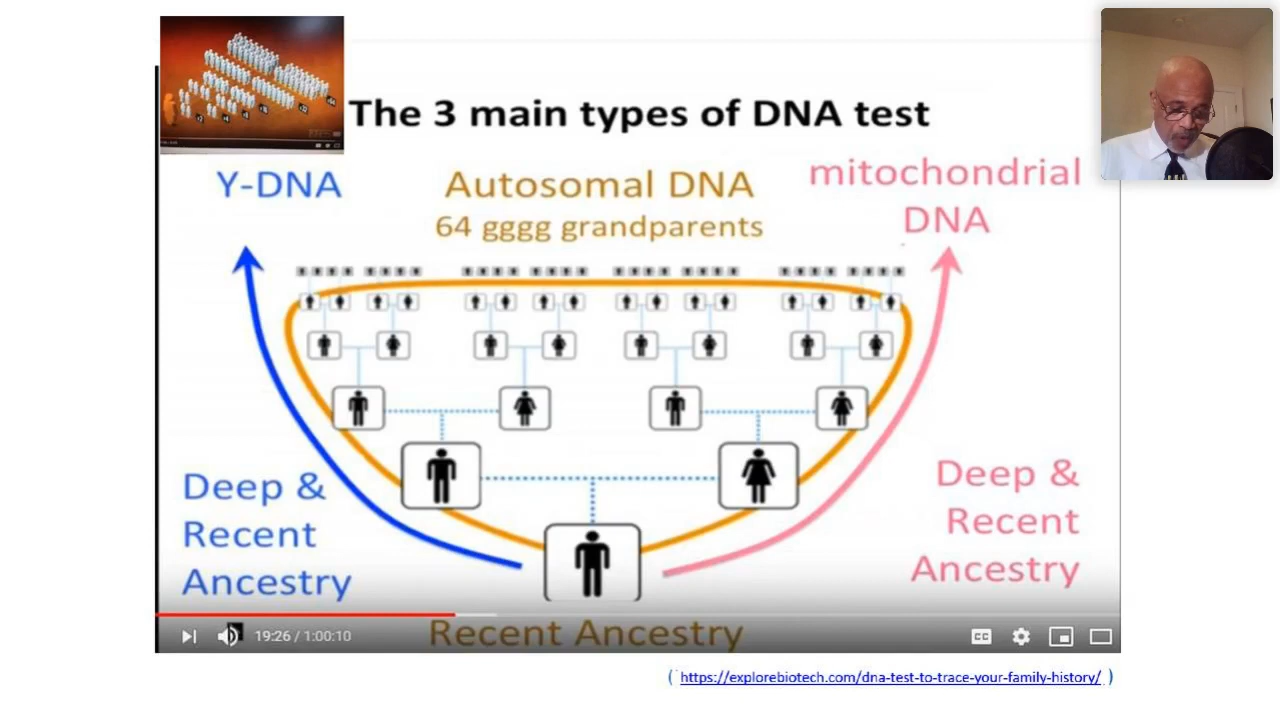 The 3 main types of DNA test
Y-DNA
Autosomal DNA
64 gggg grandparents
mitochondrial
DNA
Deep &
Recent
Ancestry
Deep &
Recent
Ancestry
19:26 / 1:00:10
CC
Recent Ancestry
(https://explorebiotech.com/dna-test-to-trace-your-family-history/ )